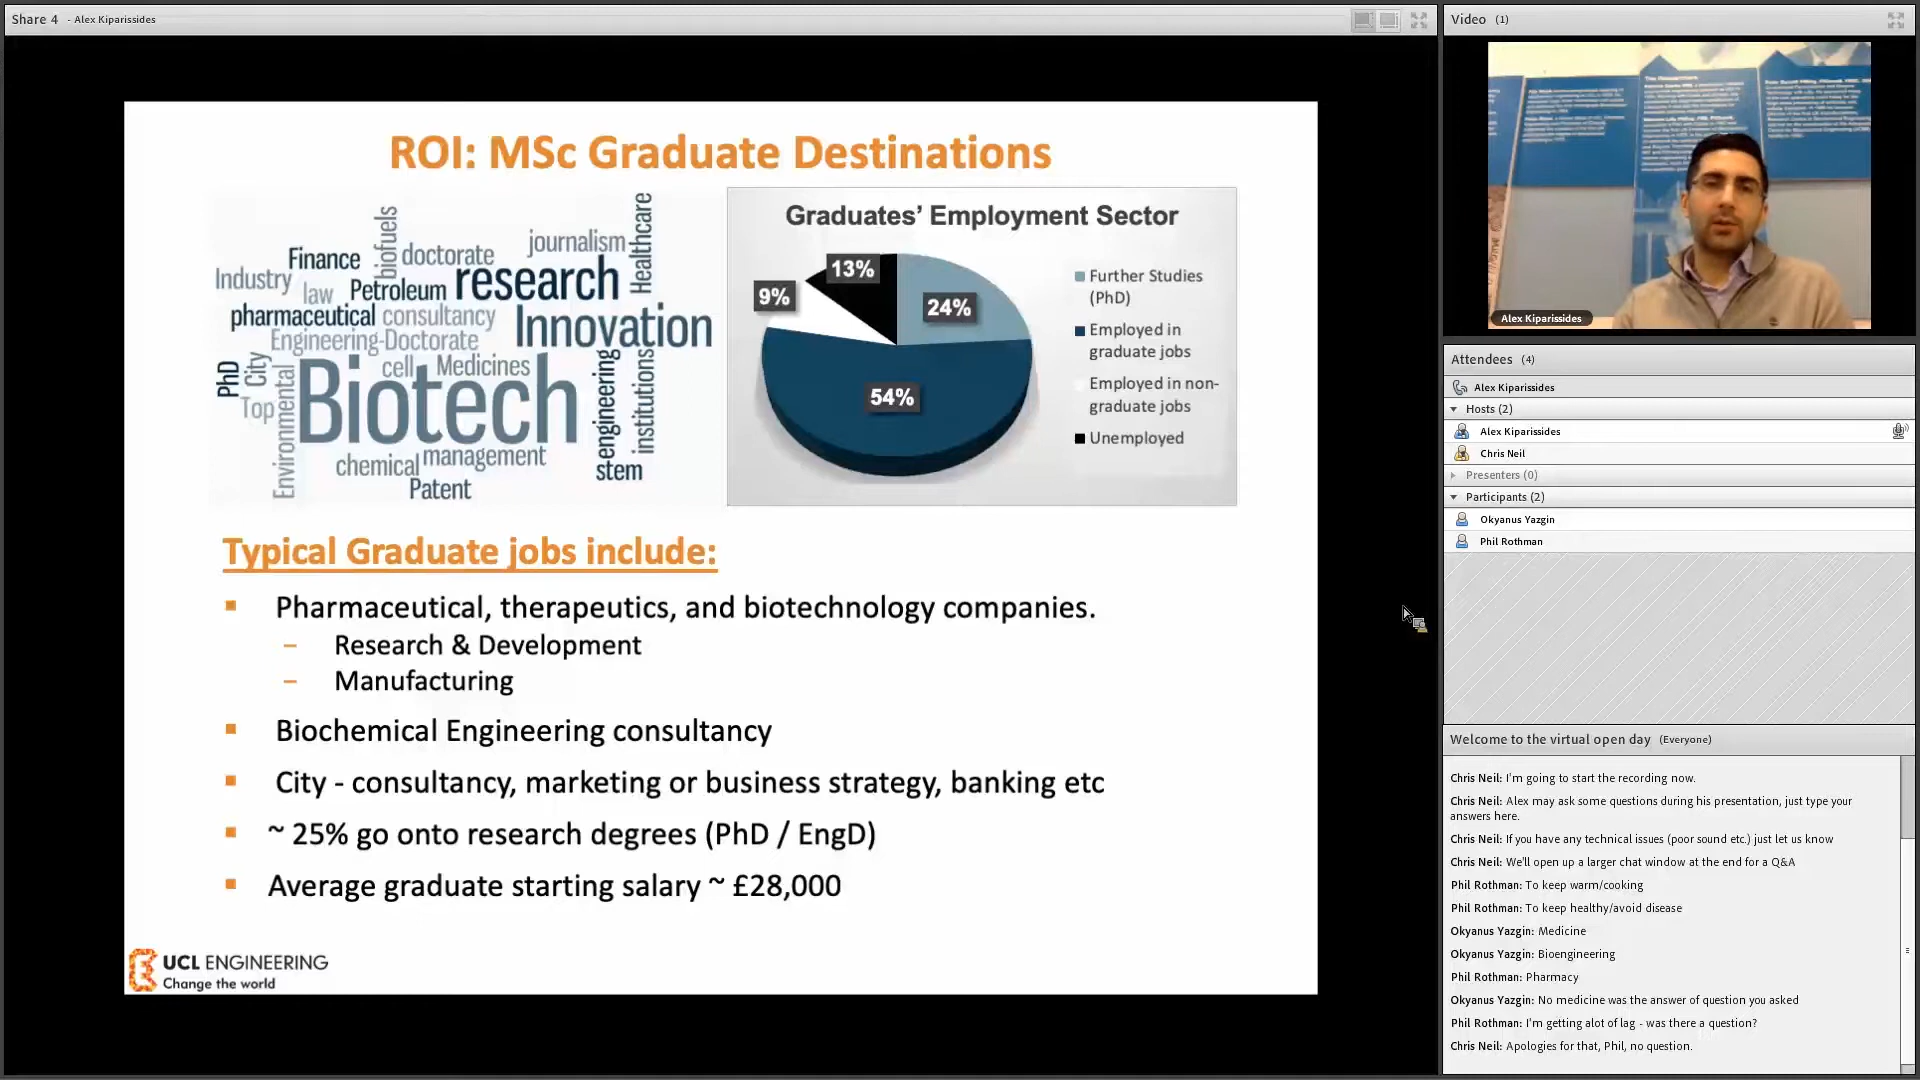 Share 4 - Alex Kiparissides
ROI: MSc Graduate Destinations
biofuels
Healthcare
journalism
doctorate
Finance
research
Industry
law
Petroleum
pharmaceutical
consultancy
Innovation
Engineering-Doctorate
cell
Medicines
PhD
City
Top
Environmental
Biotech
engineering
institutions
chemical
management
stem
Patent
Graduates’ Employment Sector
13%
9%
24%
54%
Further Studies
(PhD)
Employed in
graduate jobs
Employed in non-
graduate jobs
Unemployed
Typical Graduate jobs include:
Pharmaceutical, therapeutics, and biotechnology companies.
– Research & Development
– Manufacturing
Biochemical Engineering consultancy
City - consultancy, marketing or business strategy, banking etc
~ 25% go onto research degrees (PhD / EngD)
Average graduate starting salary ~ £28,000
UCL ENGINEERING
Change the world
Video (1)
Alex Kiparissides
Attendees (4)
Alex Kiparissides
Hosts (2)
Alex Kiparissides
Chris Neil
Presenters (0)
Participants (2)
Okyanus Yazgin
Phil Rothman
Welcome to the virtual open day (Everyone)
Chris Neil: I'm going to start the recording now.
Chris Neil: Alex may ask some questions during his presentation, just type your
answers here.
Chris Neil: If you have any technical issues (poor sound etc.) just let us know
Chris Neil: We'll open up a larger chat window at the end for a Q&A
Phil Rothman: To keep warm/cooking
Phil Rothman: To keep healthy/avoid disease
Okyanus Yazgin: Medicine
Okyanus Yazgin: Bioengineering
Phil Rothman: Pharmacy
Okyanus Yazgin: No medicine was the answer of question you asked
Phil Rothman: I'm getting alot of lag - was there a question?
Chris Neil: Apologies for that, Phil, no question.